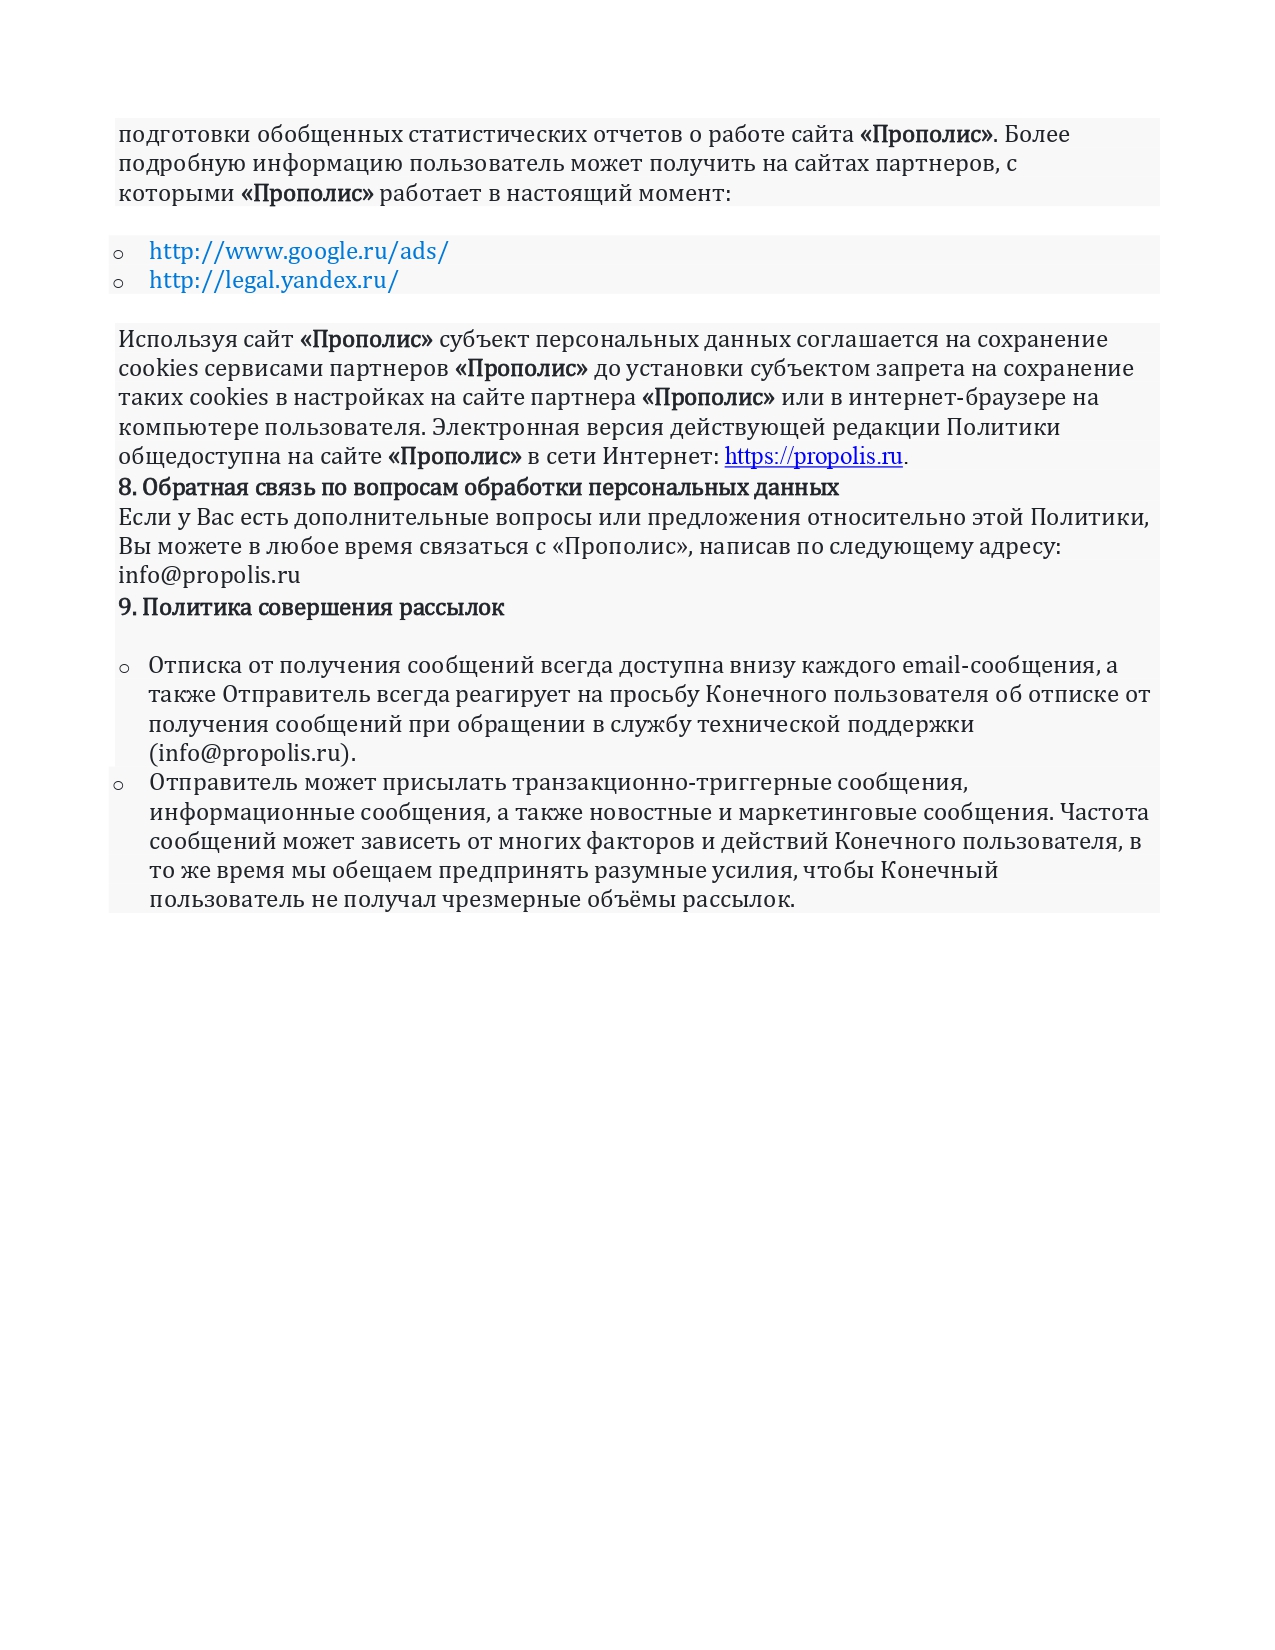 подготовки обобщенных статистических отчетов о работе сайта «Прополис». Более
подробную информацию пользователь может получить на сайтах партнеров, с
которыми «Прополис» работает в настоящий момент:
o http://www.google.ru/ads/
o http://legal.yandex.ru/
Используя сайт «Прополис» субъект персональных данных соглашается на сохранение
cookies сервисами партнеров «Прополис» до установки субъектом запрета на сохранение
таких cookies в настройках на сайте партнера «Прополис» или в интернет-браузере на
компьютере пользователя. Электронная версия действующей редакции Политики
общедоступна на сайте «Прополис» в сети Интернет: https://propolis.ru.
8. Обратная связь по вопросам обработки персональных данных
Если у Вас есть дополнительные вопросы или предложения относительно этой Политики,
Вы можете в любое время связаться с «Прополис», написав по следующему адресу:
info@propolis.ru
9. Политика совершения рассылок
o Отписка от получения сообщений всегда доступна внизу каждого email-сообщения, а
также Отправитель всегда реагирует на просьбу Конечного пользователя об отписке от
получения сообщений при обращении в службу технической поддержки
(info@propolis.ru).
o Отправитель может присылать транзакционно-триггерные сообщения,
информационные сообщения, а также новостные и маркетинговые сообщения. Частота
сообщений может зависеть от многих факторов и действий Конечного пользователя, в
то же время мы обещаем предпринять разумные усилия, чтобы Конечный
пользователь не получал чрезмерные объёмы рассылок.